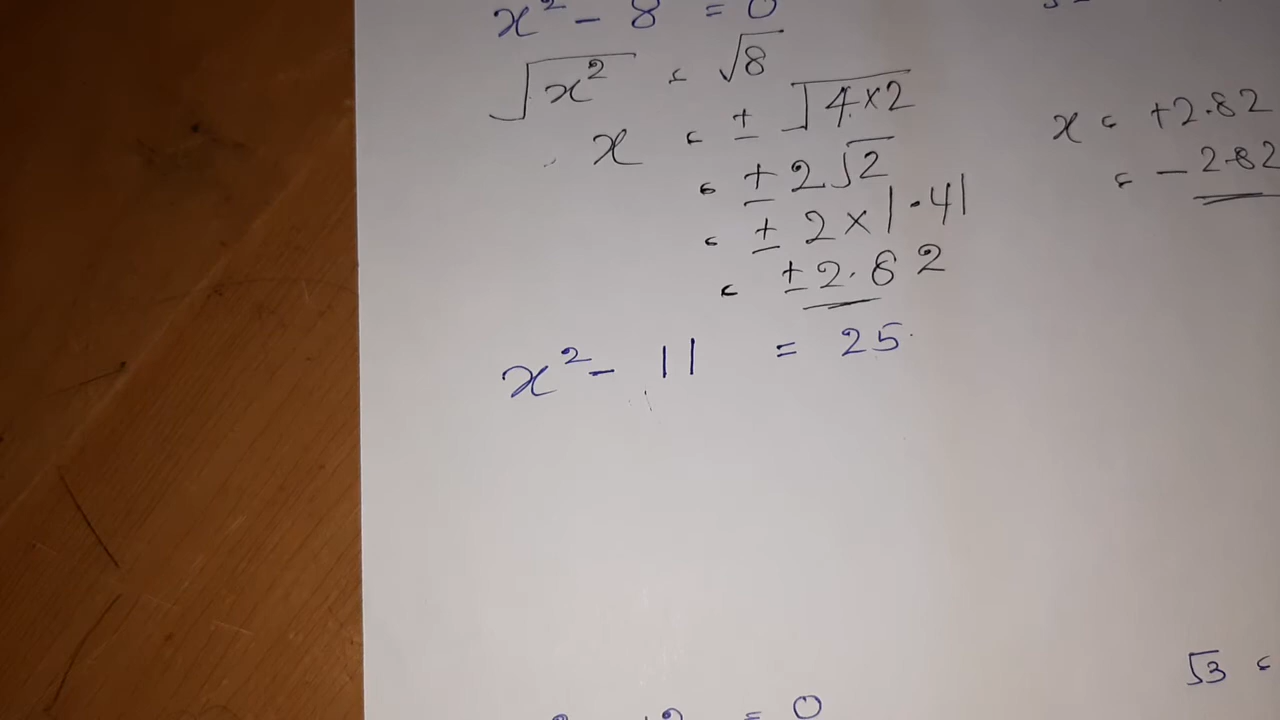 x² - 8 = 0
√x² = √8
x = ± √4×2
= ± 2√2
= ± 2 × 1.41
= ±2.82
x = +2.82
= -2.82
x² - 11 = 25
√3 =
= 0